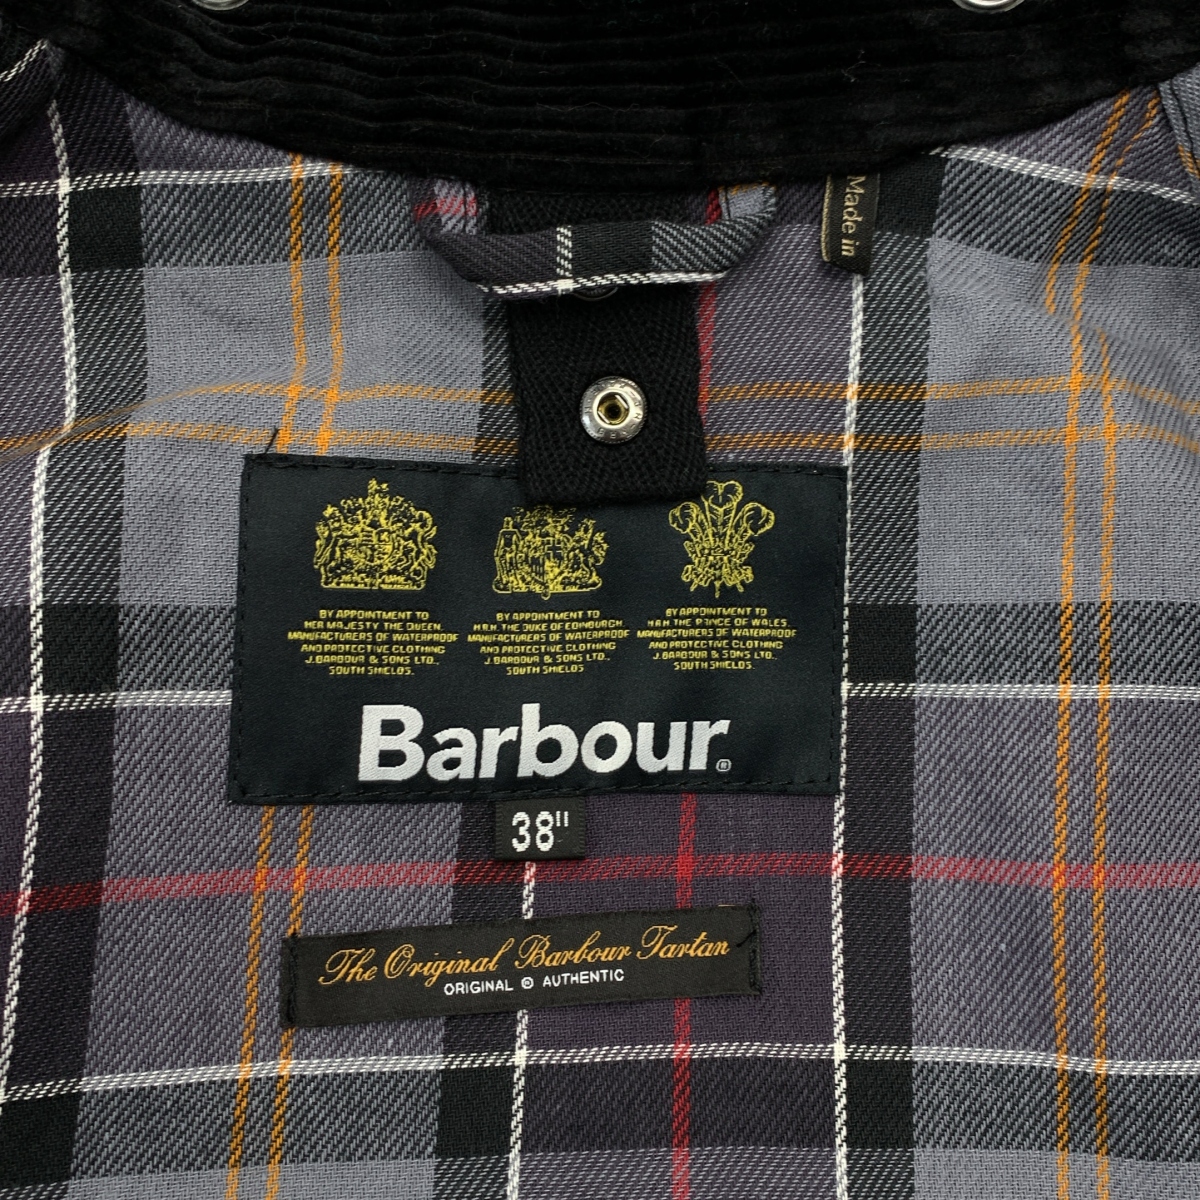 Made in
BY APPOINTMENT TO
HER MAJESTY THE QUEEN.
MANUFACTURERS OF WATERPROOF
AND PROTECTIVE CLOTHING
J.BARBOUR & SONS LTD.,
SOUTH SHIELDS.
BY APPOINTMENT TO
H.R.H. THE DUKE OF EDINBURGH.
MANUFACTURERS OF WATERPROOF
AND PROTECTIVE CLOTHING
J.BARBOUR & SONS LTD.,
SOUTH SHIELDS
BY APPOINTMENT TO
H.R.H THE PRINCE OF WALES.
MANUFACTURERS OF WATERPROOF
AND PROTECTIVE CLOTHING
J.BARBOUR & SONS LTD.,
SOUTH SHIELDS.
Barbour®
38"
The Original Barbour Tartan
ORIGINAL ® AUTHENTIC